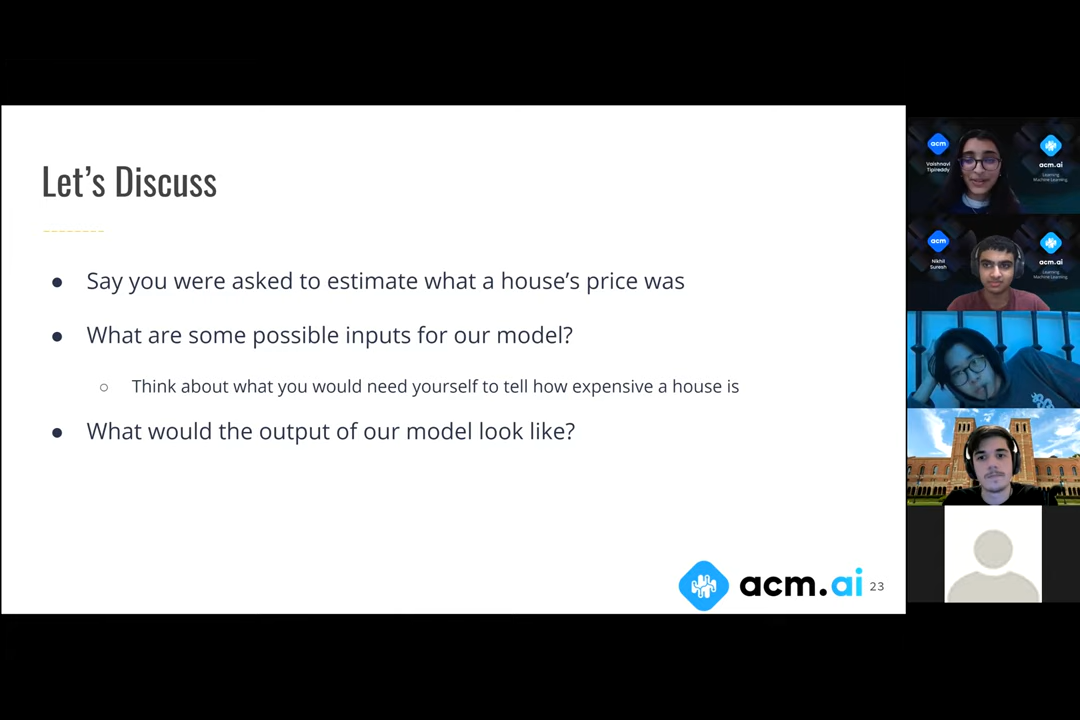 Let's Discuss
● Say you were asked to estimate what a house's price was
● What are some possible inputs for our model?
○ Think about what you would need yourself to tell how expensive a house is
● What would the output of our model look like?
acm.ai 23
acm
Vaishnavi
Tipireddy
acm.ai
Learning
Machine Learning
acm
Nikhil
Suresh
acm.ai
Learning
Machine Learning